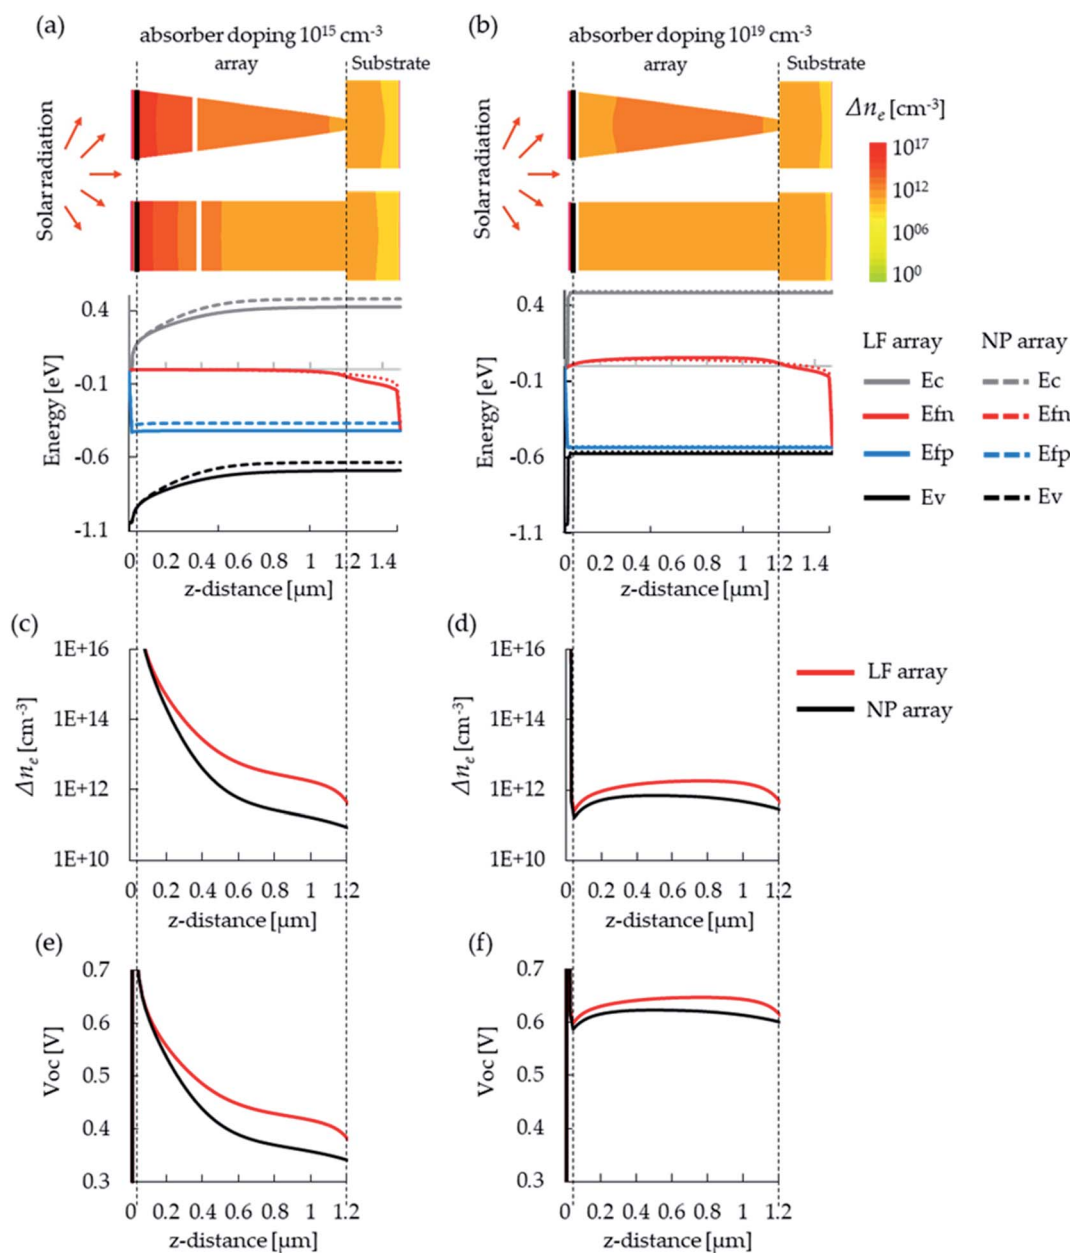 (a)
absorber doping 10¹⁵ cm⁻³
array
Substrate
Solar radiation
Solar radiation
(b)
absorber doping 10¹⁹ cm⁻³
array
Substrate
Δnₑ [cm⁻³]
10¹⁷
10¹²
10⁰⁶
10⁰
Energy [eV]
0.4
-0.1
-0.6
-1.1
0 0.2 0.4 0.6 0.8 1 1.2 1.4
z-distance [μm]
Energy [eV]
0.4
-0.1
-0.6
-1.1
0 0.2 0.4 0.6 0.8 1 1.2 1.4
z-distance [μm]
LF array NP array
Ec Ec
Efn Efn
Efp Efp
Ev Ev
(c)
Δnₑ [cm⁻³]
1E+16
1E+14
1E+12
1E+10
0 0.2 0.4 0.6 0.8 1 1.2
z-distance [μm]
(d)
Δnₑ [cm⁻³]
1E+16
1E+14
1E+12
1E+10
0 0.2 0.4 0.6 0.8 1 1.2
z-distance [μm]
LF array
NP array
(e)
Voc [V]
0.7
0.6
0.5
0.4
0.3
0 0.2 0.4 0.6 0.8 1 1.2
z-distance [μm]
(f)
Voc [V]
0.7
0.6
0.5
0.4
0.3
0 0.2 0.4 0.6 0.8 1 1.2
z-distance [μm]